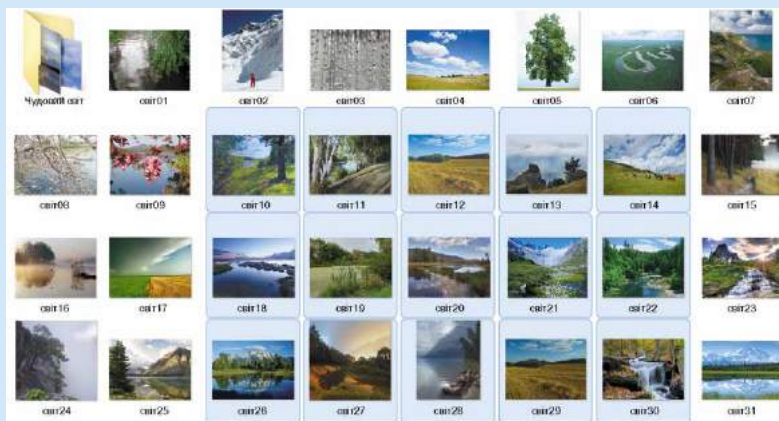 Чудовий світ світ01 світ02 світ03 світ04 світ05 світ06 світ07
світ08 світ09 світ10 світ11 світ12 світ13 світ14 світ15
світ16 світ17 світ18 світ19 світ20 світ21 світ22 світ23
світ24 світ25 світ26 світ27 світ28 світ29 світ30 світ31